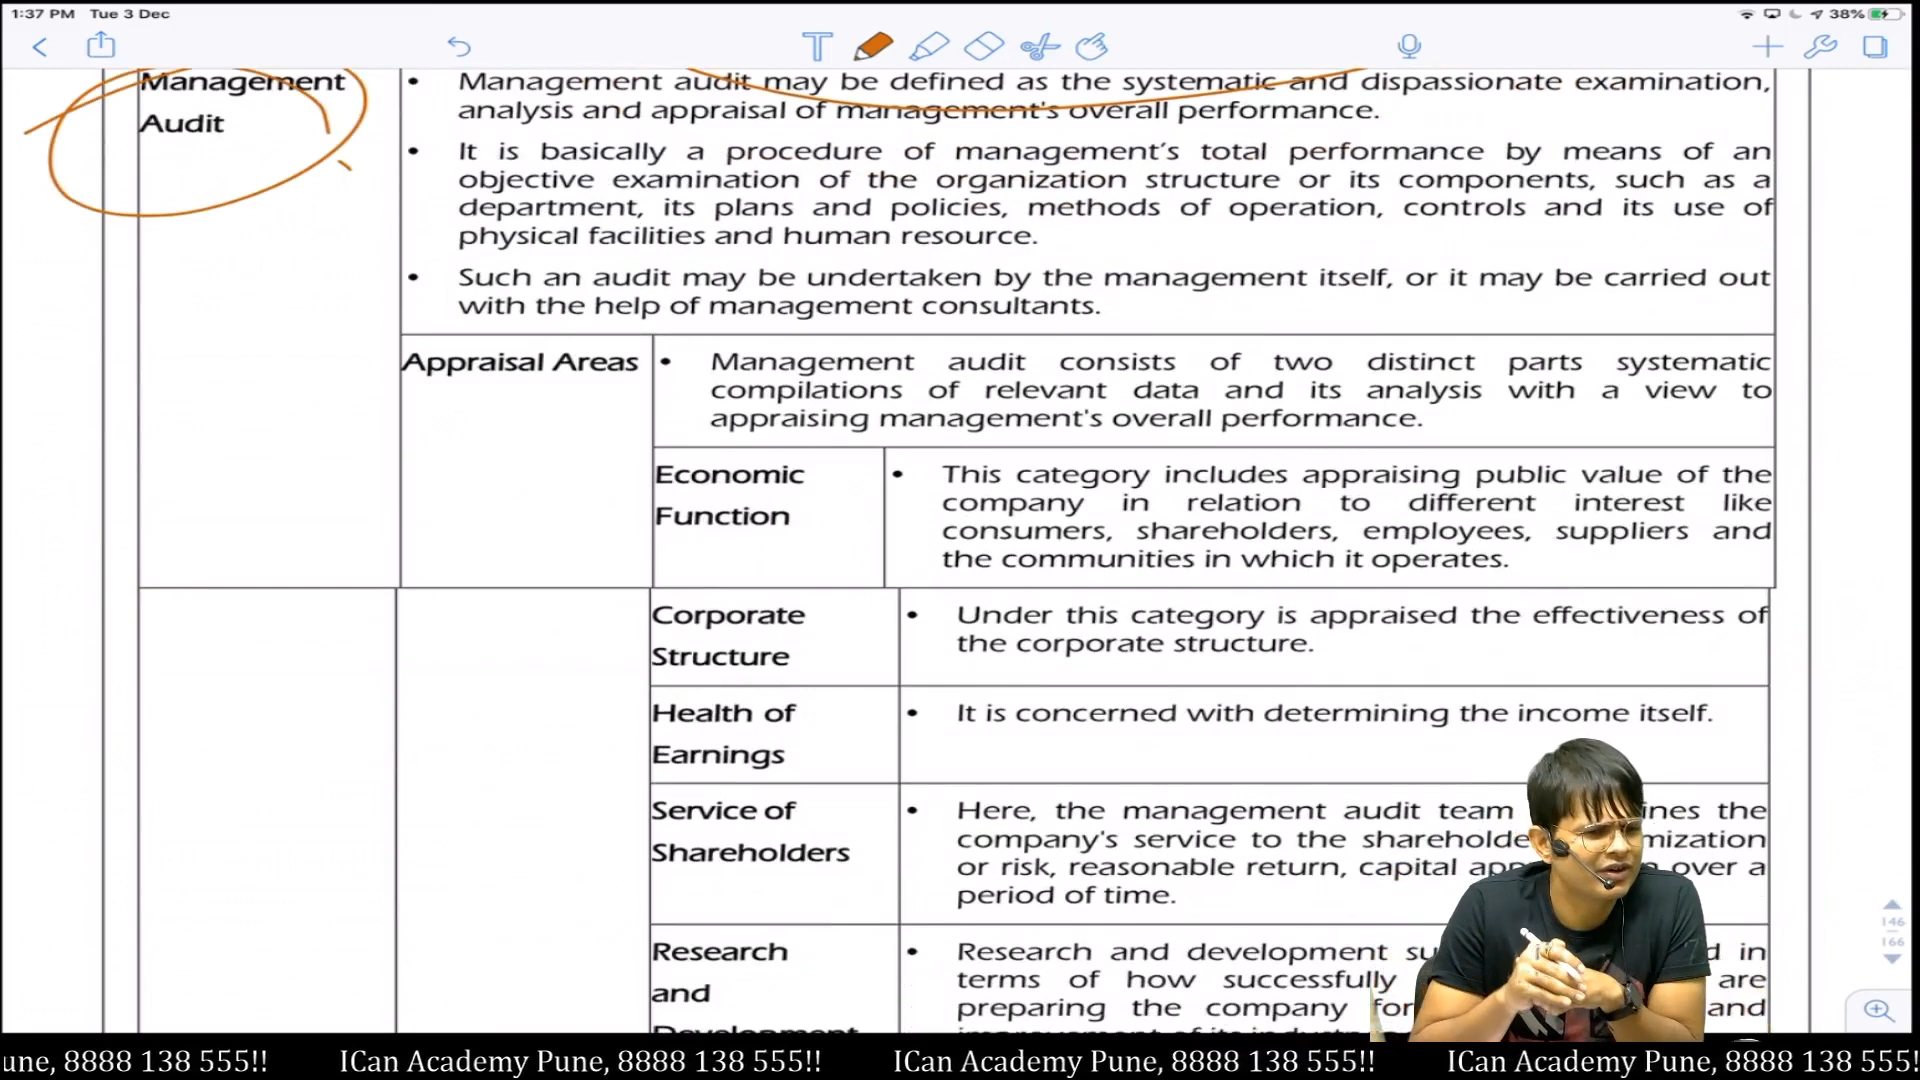 1:37 PM Tue 3 Dec
38%
Management
Audit
• Management audit may be defined as the systematic and dispassionate examination,
analysis and appraisal of management's overall performance.
• It is basically a procedure of management's total performance by means of an
objective examination of the organization structure or its components, such as a
department, its plans and policies, methods of operation, controls and its use of
physical facilities and human resource.
• Such an audit may be undertaken by the management itself, or it may be carried out
with the help of management consultants.
Appraisal Areas
• Management audit consists of two distinct parts systematic
compilations of relevant data and its analysis with a view to
appraising management's overall performance.
Economic
Function
• This category includes appraising public value of the
company in relation to different interest like
consumers, shareholders, employees, suppliers and
the communities in which it operates.
Corporate
Structure
• Under this category is appraised the effectiveness of
the corporate structure.
Health of
Earnings
• It is concerned with determining the income itself.
Service of
Shareholders
• Here, the management audit team the
company's service to the
or risk, reasonable return, capital over a
period of time.
Research
and
Development
• Research and development in
terms of how successfully are
preparing the company and
146
166
une, 8888 138 555!! ICan Academy Pune, 8888 138 555!! ICan Academy Pune, 8888 138 555!! ICan Academy Pune, 8888 138 555!